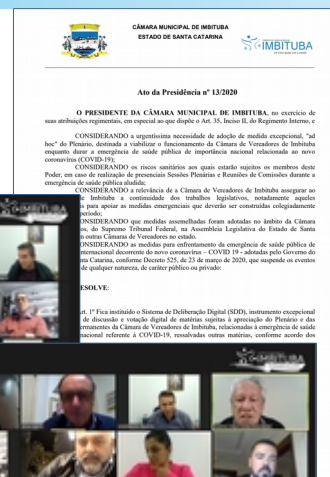 CÂMARA MUNICIPAL DE IMBITUBA
ESTADO DE SANTA CATARINA
IMBITUBA
Ato da Presidência nº 13/2020
O PRESIDENTE DA CÂMARA MUNICIPAL DE IMBITUBA, no exercício de
suas atribuições regimentais, em especial ao que dispõe o Art. 35, Inciso II, do Regimento Interno, e
CONSIDERANDO a urgentíssima necessidade de adoção de medida excepcional, "ad
hoc" do Plenário, destinada a viabilizar o funcionamento da Câmara de Vereadores de Imbituba
enquanto durar a emergência de saúde pública de importância nacional relacionada ao novo
coronavírus (COVID-19);
CONSIDERANDO os riscos sanitários aos quais estarão sujeitos os membros deste
Poder, em caso de realização de presenciais Sessões Plenárias e Reuniões de Comissões durante a
emergência de saúde pública aludida;
CONSIDERANDO a relevância de a Câmara de Vereadores de Imbituba assegurar ao
de Imbituba a continuidade dos trabalhos legislativos, notadamente aqueles
s para apoiar as medidas emergenciais que deverão ser construídas colegiadamente
período;
CONSIDERANDO que medidas assemelhadas foram adotadas no âmbito da Câmara
os, do Supremo Tribunal Federal, na Assembleia Legislativa do Estado de Santa
m outras Câmaras de Vereadores no estado.
CONSIDERANDO as medidas para enfrentamento da emergência de saúde pública de
nternacional decorrente do novo coronavírus – COVID 19 - adotadas pelo Governo do
nta Catarina, conforme Decreto 525, de 23 de março de 2020, que suspende os eventos
de qualquer natureza, de caráter público ou privado:
ESOLVE:
Art. 1º Fica instituído o Sistema de Deliberação Digital (SDD), instrumento excepcional
de discussão e votação digital de matérias sujeitas à apreciação do Plenário e das
ermanentes da Câmara de Vereadores de Imbituba, relacionadas à emergência de saúde
nacional referente à COVID-19, ressalvadas outras matérias, conforme acordo dos
IMBITUBA